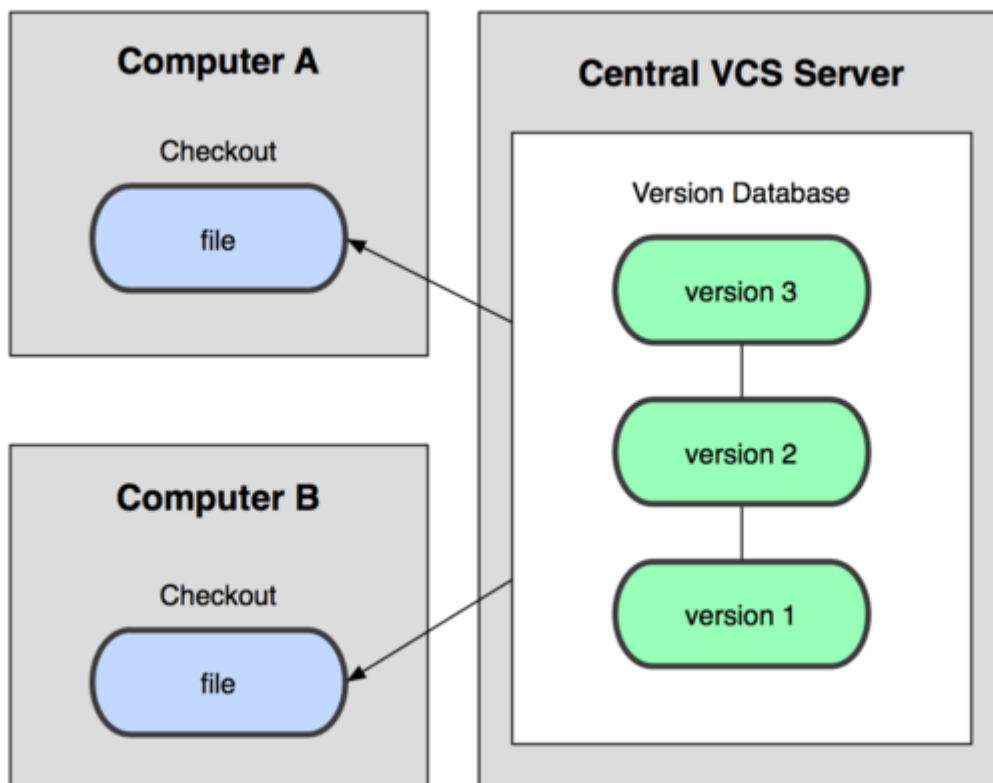 Computer A
Checkout
file
Computer B
Checkout
file
Central VCS Server
Version Database
version 3
version 2
version 1